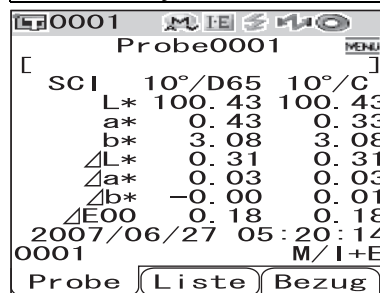 0001 M I+E
Probe0001 MENU
[ ]
SCI 10°/D65 10°/C
L* 100.43 100.43
a* 0.43 0.33
b* 3.08 3.08
⊿L* 0.31 0.31
⊿a* 0.03 0.03
⊿b* -0.00 0.01
⊿E00 0.18 0.18
2007/06/27 05:20:14
0001 M/I+E
Probe Liste Bezug